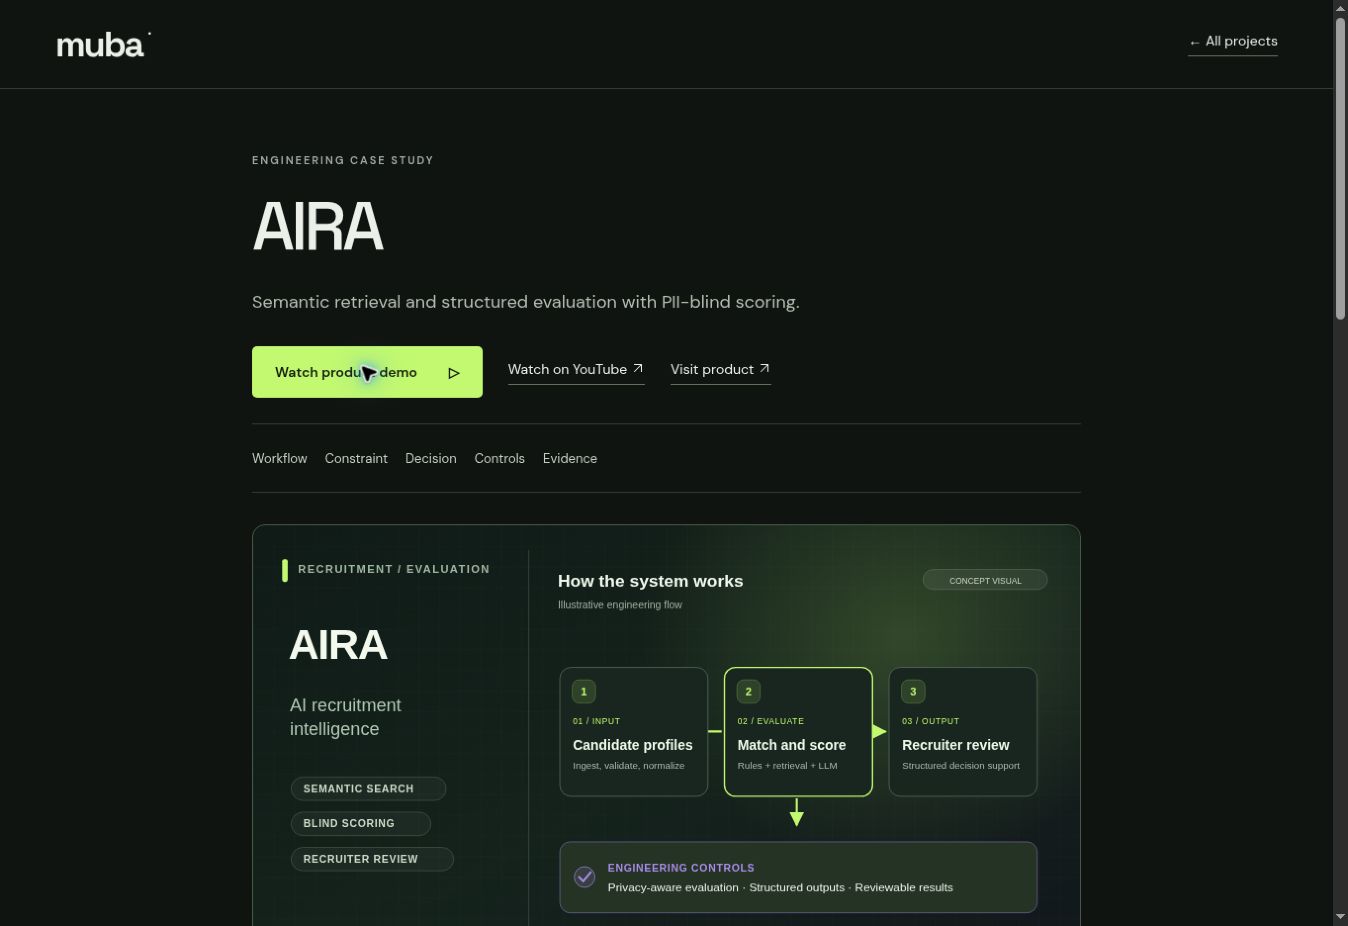 muba
← All projects
ENGINEERING CASE STUDY
AIRA
Semantic retrieval and structured evaluation with PII-blind scoring.
Watch produ demo
Watch on YouTube ↗
Visit product ↗
Workflow Constraint Decision Controls Evidence
RECRUITMENT / EVALUATION
AIRA
AI recruitment
intelligence
SEMANTIC SEARCH
BLIND SCORING
RECRUITER REVIEW
How the system works
Illustrative engineering flow
CONCEPT VISUAL
1
01 / INPUT
Candidate profiles
Ingest, validate, normalize
2
02 / EVALUATE
Match and score
Rules + retrieval + LLM
3
03 / OUTPUT
Recruiter review
Structured decision support
ENGINEERING CONTROLS
Privacy-aware evaluation · Structured outputs · Reviewable results